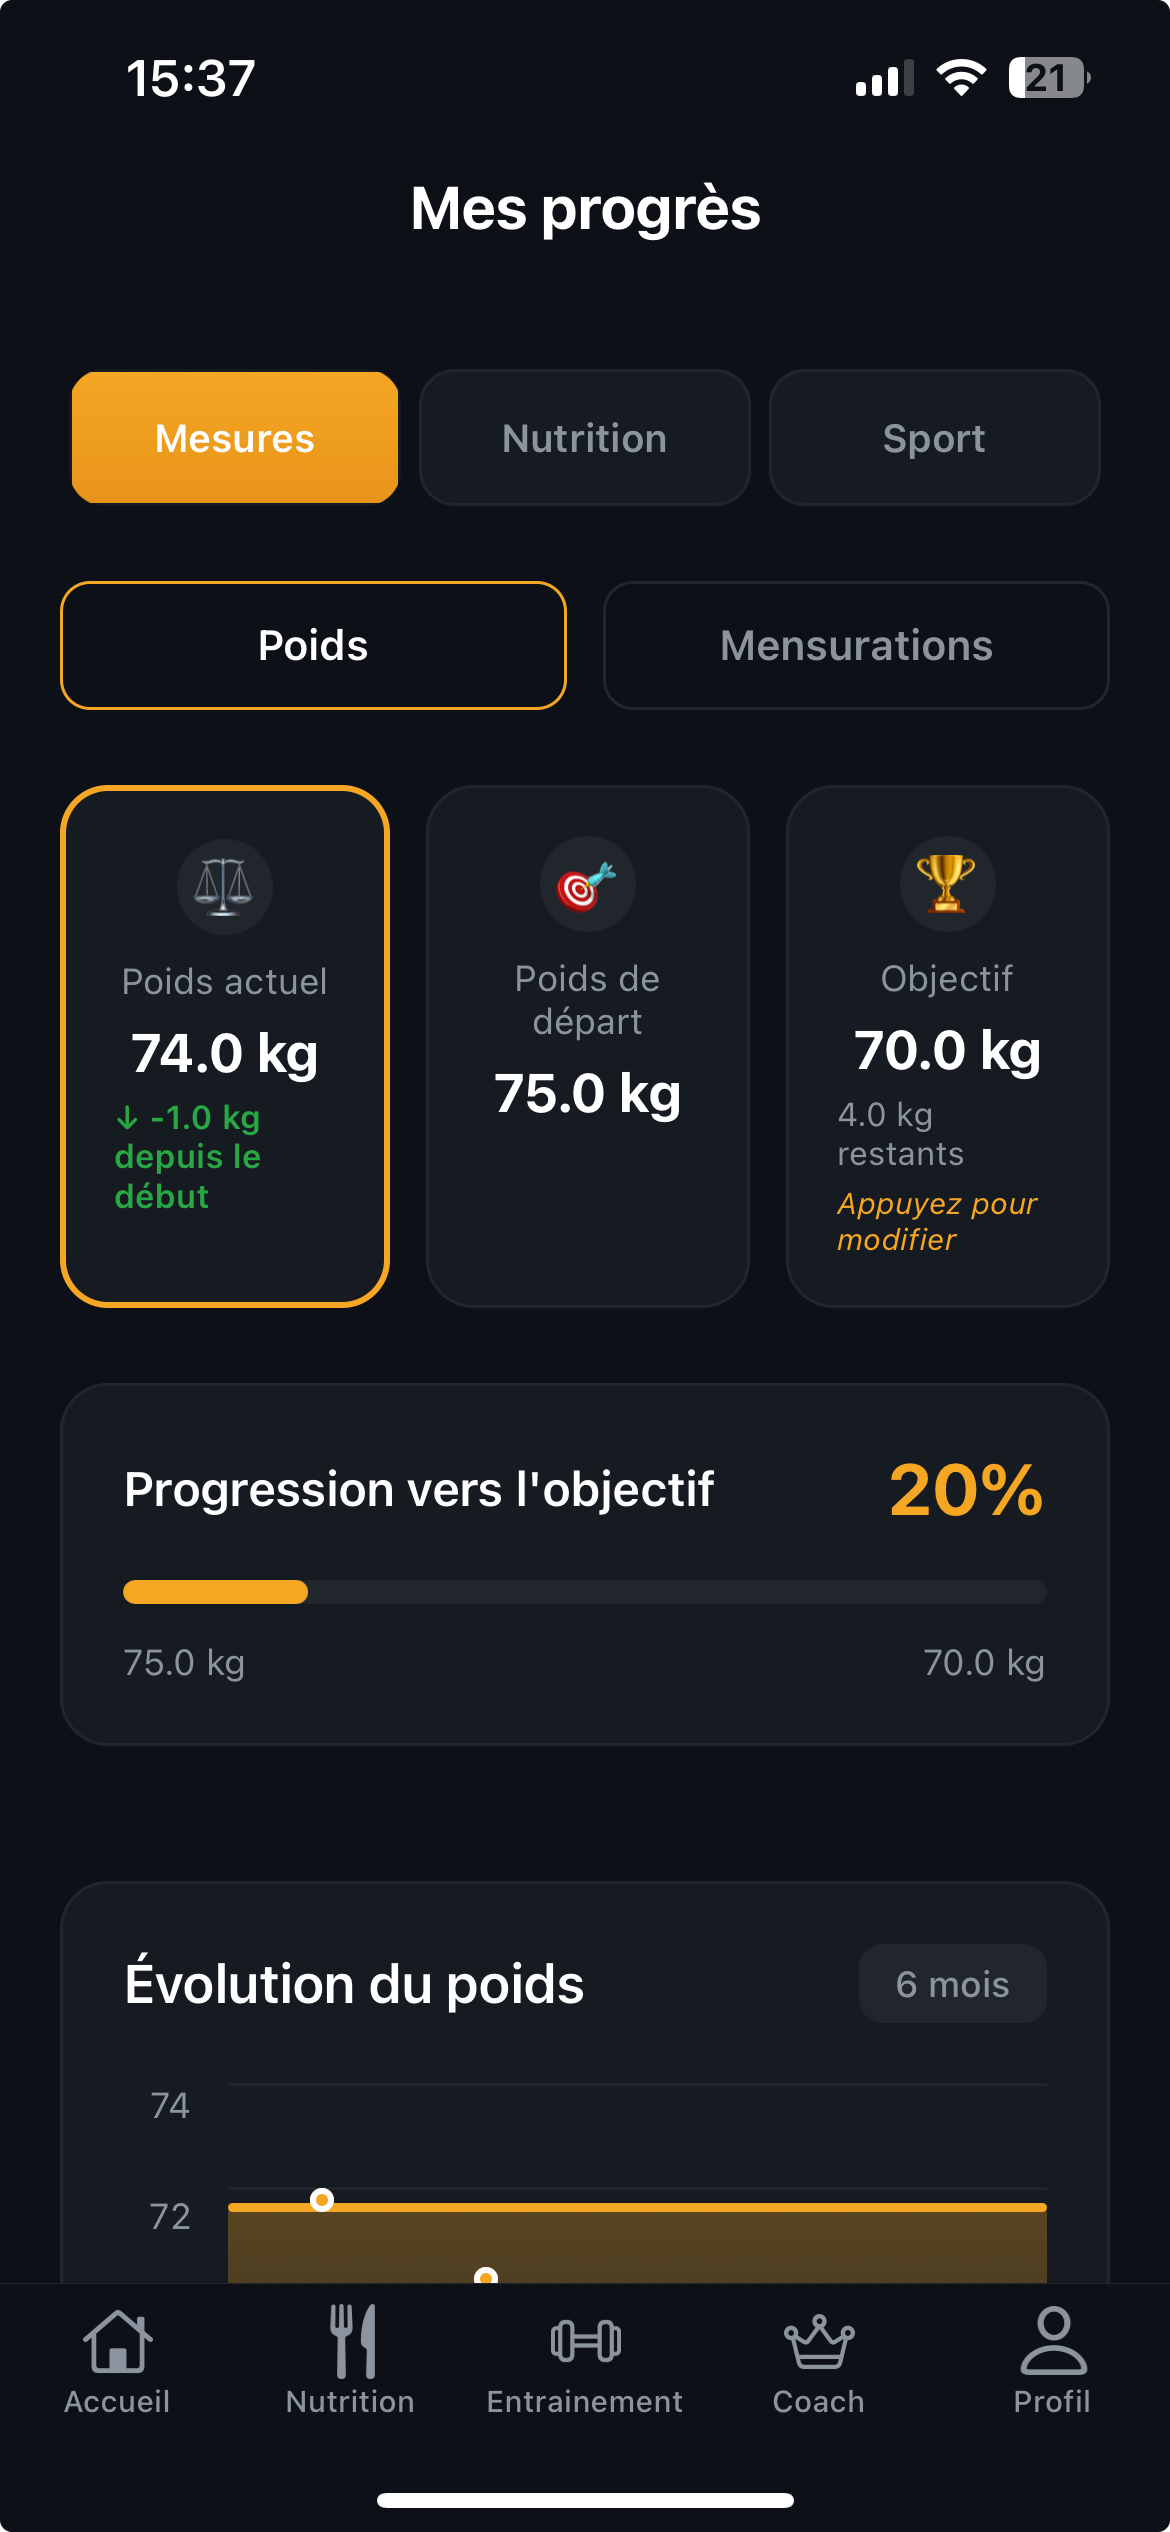 15:37
21
Mes progrès
Mesures
Nutrition
Sport
Poids
Mensurations
Poids actuel
74.0 kg
↓ -1.0 kg
depuis le
début
Poids de
départ
75.0 kg
Objectif
70.0 kg
4.0 kg
restants
Appuyez pour
modifier
Progression vers l'objectif
20%
75.0 kg
70.0 kg
Évolution du poids
6 mois
74
72
Accueil
Nutrition
Entrainement
Coach
Profil